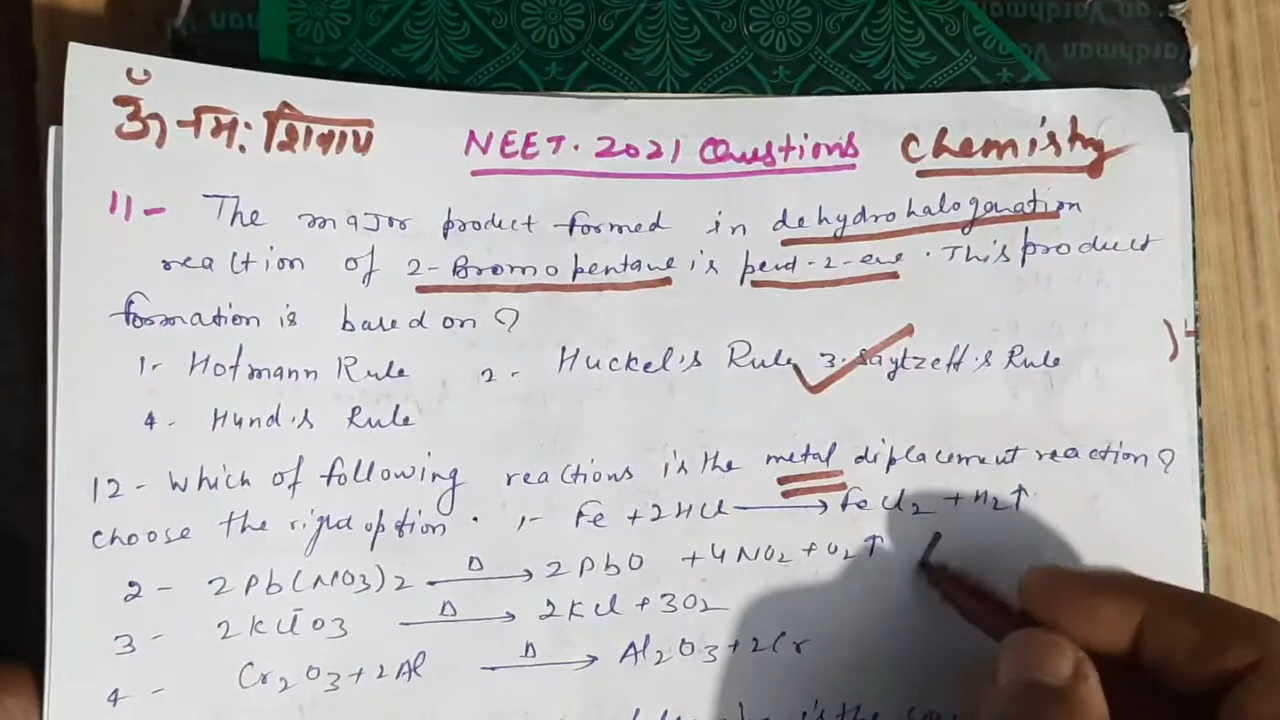 ॐ नमः शिवाय
NEET. 2021 Questions Chemistry
11- The major product formed in dehydrohalogenation
reaction of 2-Bromopentane is pent-2-ene. This product
formation is based on ?
1- Hofmann Rule 2- Huckel's Rule 3. Saytzeff's Rule
4. Hund's Rule
12- Which of following reactions is the metal displacement reaction?
choose the right option. 1- Fe + 2HCl → FeCl2 + H2↑
2- 2Pb(NO3)2 Δ→ 2PbO + 4NO2 + O2↑
3- 2KClO3 Δ→ 2KCl + 3O2
4- Cr2O3 + 2Al Δ→ Al2O3 + 2Cr
is the